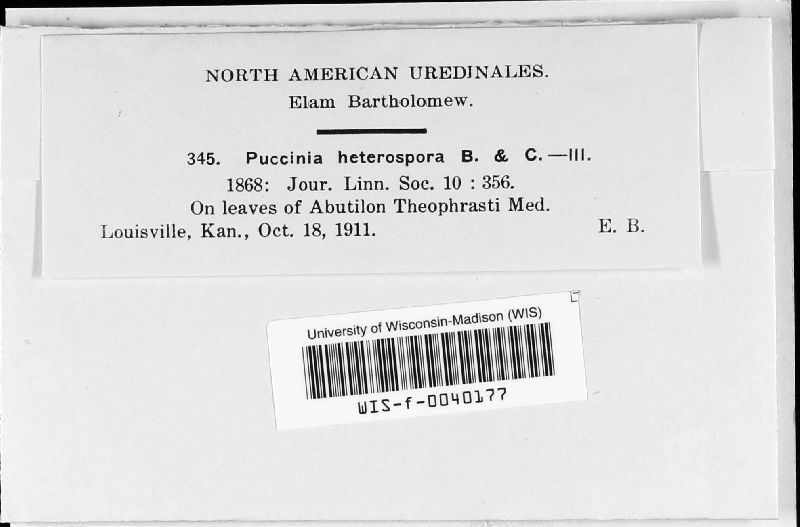 NORTH AMERICAN UREDINALES.
Elam Bartholomew.
345. Puccinia heterospora B. & C.—III.
1868: Jour. Linn. Soc. 10 : 356.
On leaves of Abutilon Theophrasti Med.
Louisville, Kan., Oct. 18, 1911. E. B.
University of Wisconsin-Madison (WIS)
WIS-f-0040177